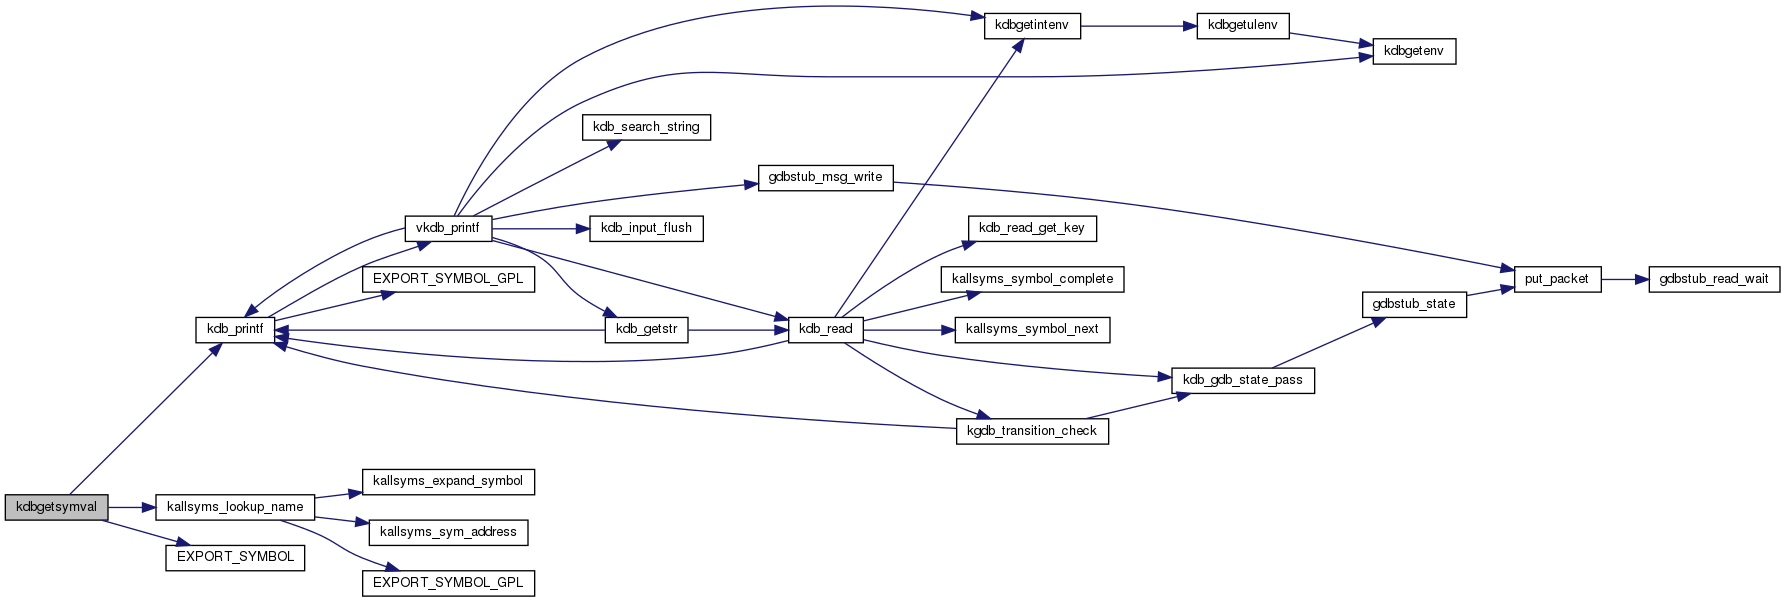 kdbgetintenv
kdbgetulenv
kdbgetenv
kdb_search_string
gdbstub_msg_write
vkdb_printf
kdb_input_flush
kdb_read_get_key
EXPORT_SYMBOL_GPL
kallsyms_symbol_complete
put_packet
gdbstub_read_wait
gdbstub_state
kdb_printf
kdb_getstr
kdb_read
kallsyms_symbol_next
kdb_gdb_state_pass
kgdb_transition_check
kallsyms_expand_symbol
kdbgetsymval
kallsyms_lookup_name
kallsyms_sym_address
EXPORT_SYMBOL
EXPORT_SYMBOL_GPL